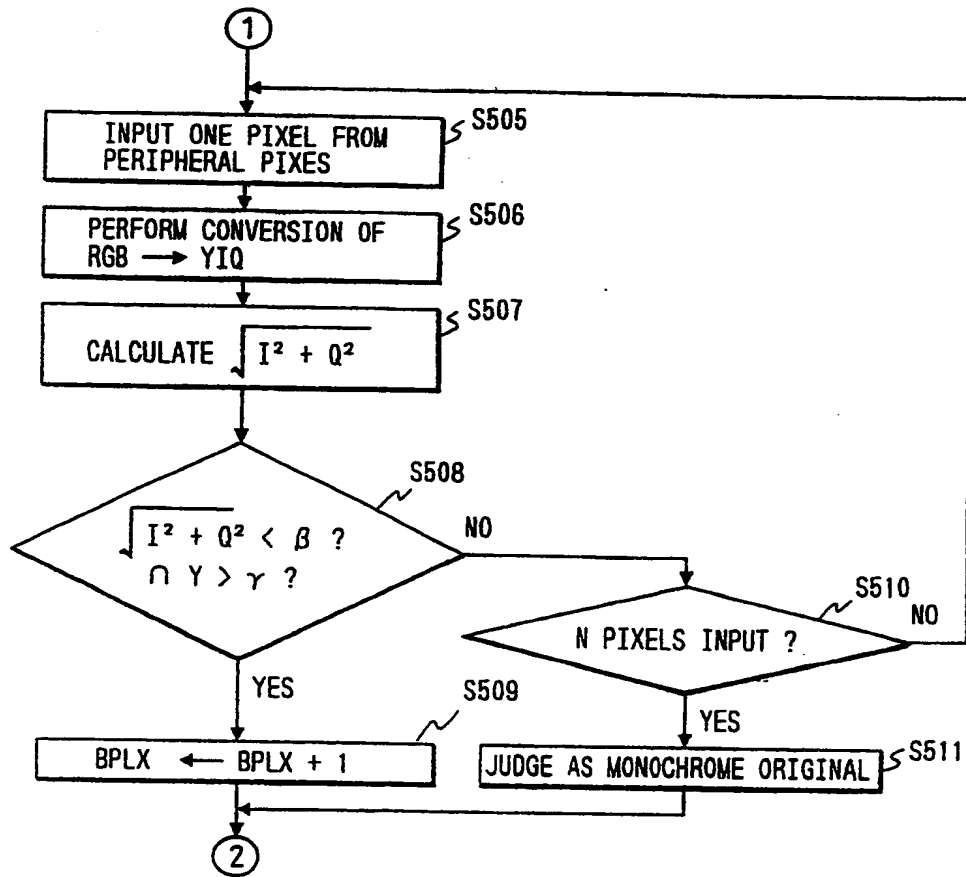 1
INPUT ONE PIXEL FROM
PERIPHERAL PIXES
S505
PERFORM CONVERSION OF
RGB → YIQ
S506
CALCULATE √I² + Q²
S507
√I² + Q² < β ?
∩ Y > γ ?
S508
NO
N PIXELS INPUT ?
S510
NO
YES
BPLX ← BPLX + 1
S509
YES
JUDGE AS MONOCHROME ORIGINAL
S511
2